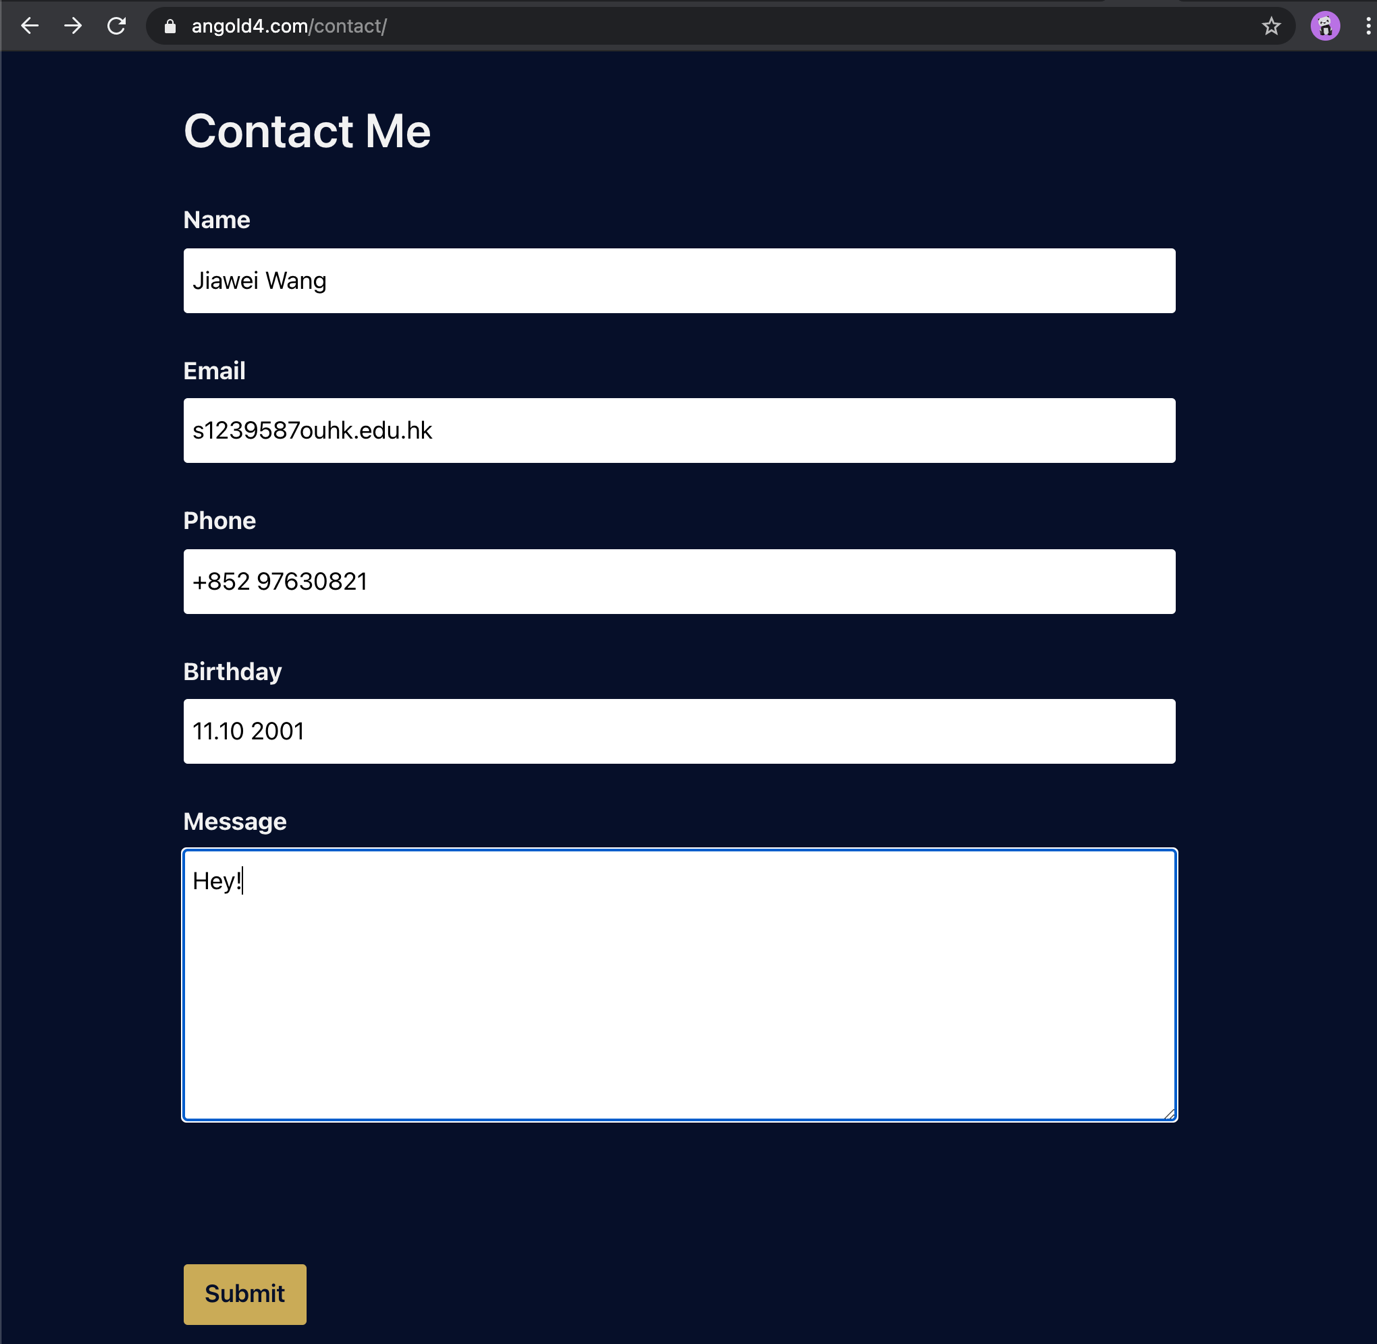 angold4.com/contact/
Contact Me
Name
Jiawei Wang
Email
s1239587ouhk.edu.hk
Phone
+852 97630821
Birthday
11.10 2001
Message
Hey!
Submit